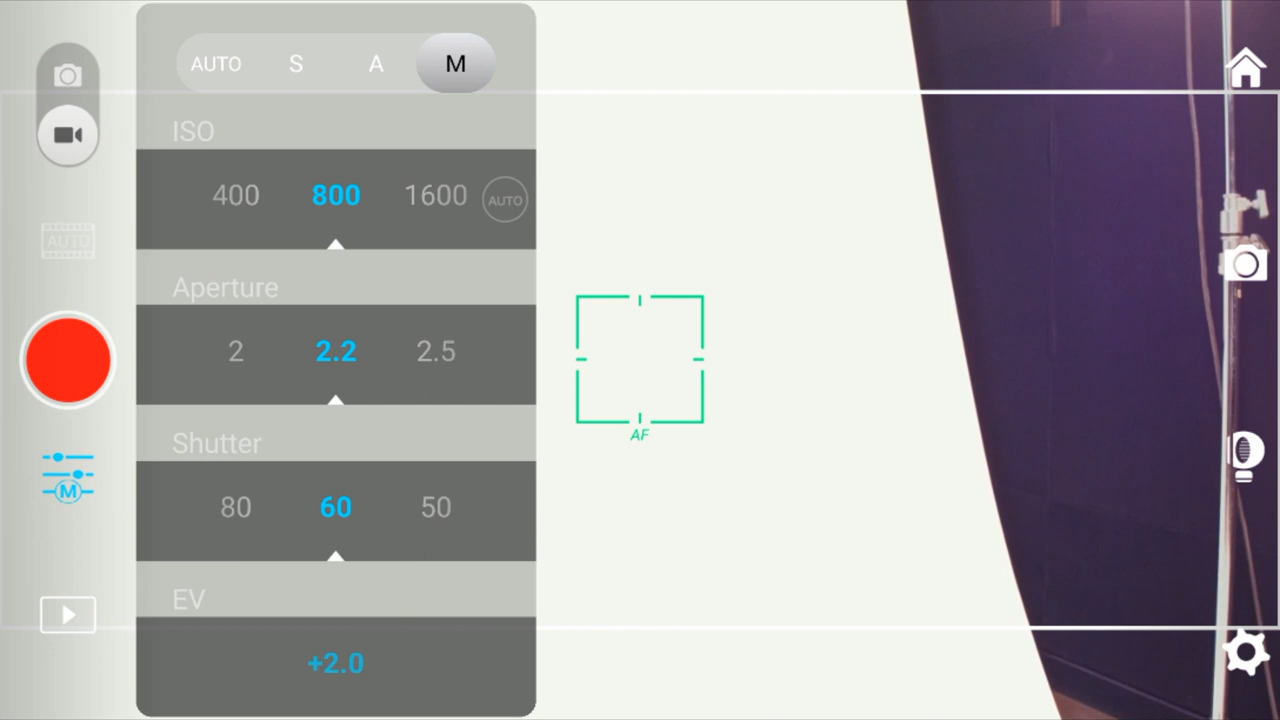 AUTO S A M
ISO
400 800 1600 AUTO
AUTO
Aperture
2 2.2 2.5
AF
Shutter
80 60 50
M
EV
+2.0